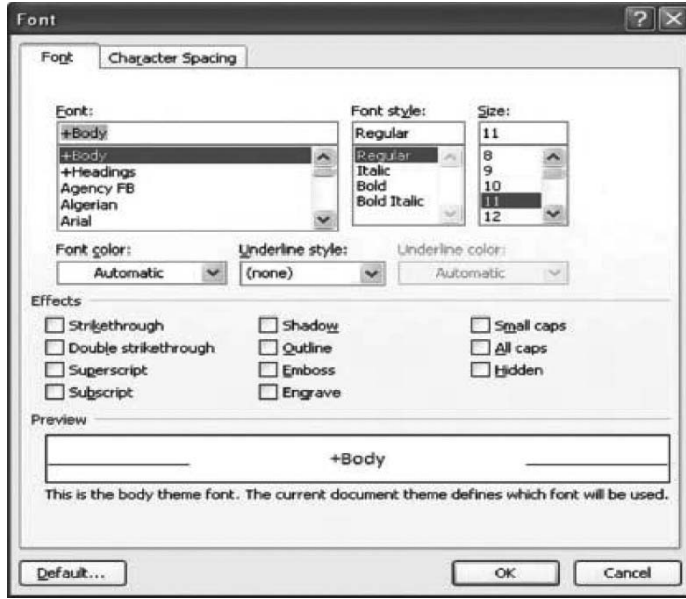 Font
Font Character Spacing
Font: Font style: Size:
+Body Regular 11
+Body Regular 8
+Headings Italic 9
Agency FB Bold 10
Algerian Bold Italic 11
Arial 12
Font color: Underline style: Underline color:
Automatic (none) Automatic
Effects
Strikethrough Shadow Small caps
Double strikethrough Outline All caps
Superscript Emboss Hidden
Subscript Engrave
Preview
+Body
This is the body theme font. The current document theme defines which font will be used.
Default... OK Cancel